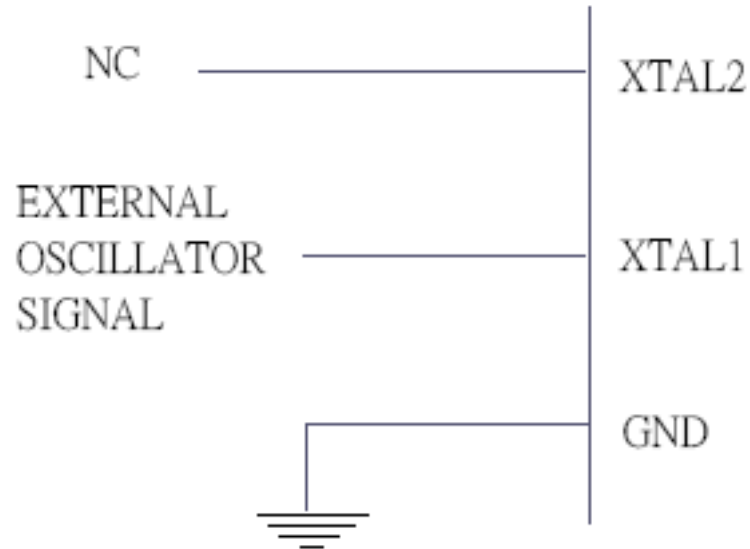 NC
XTAL2
EXTERNAL
OSCILLATOR
SIGNAL
XTAL1
GND